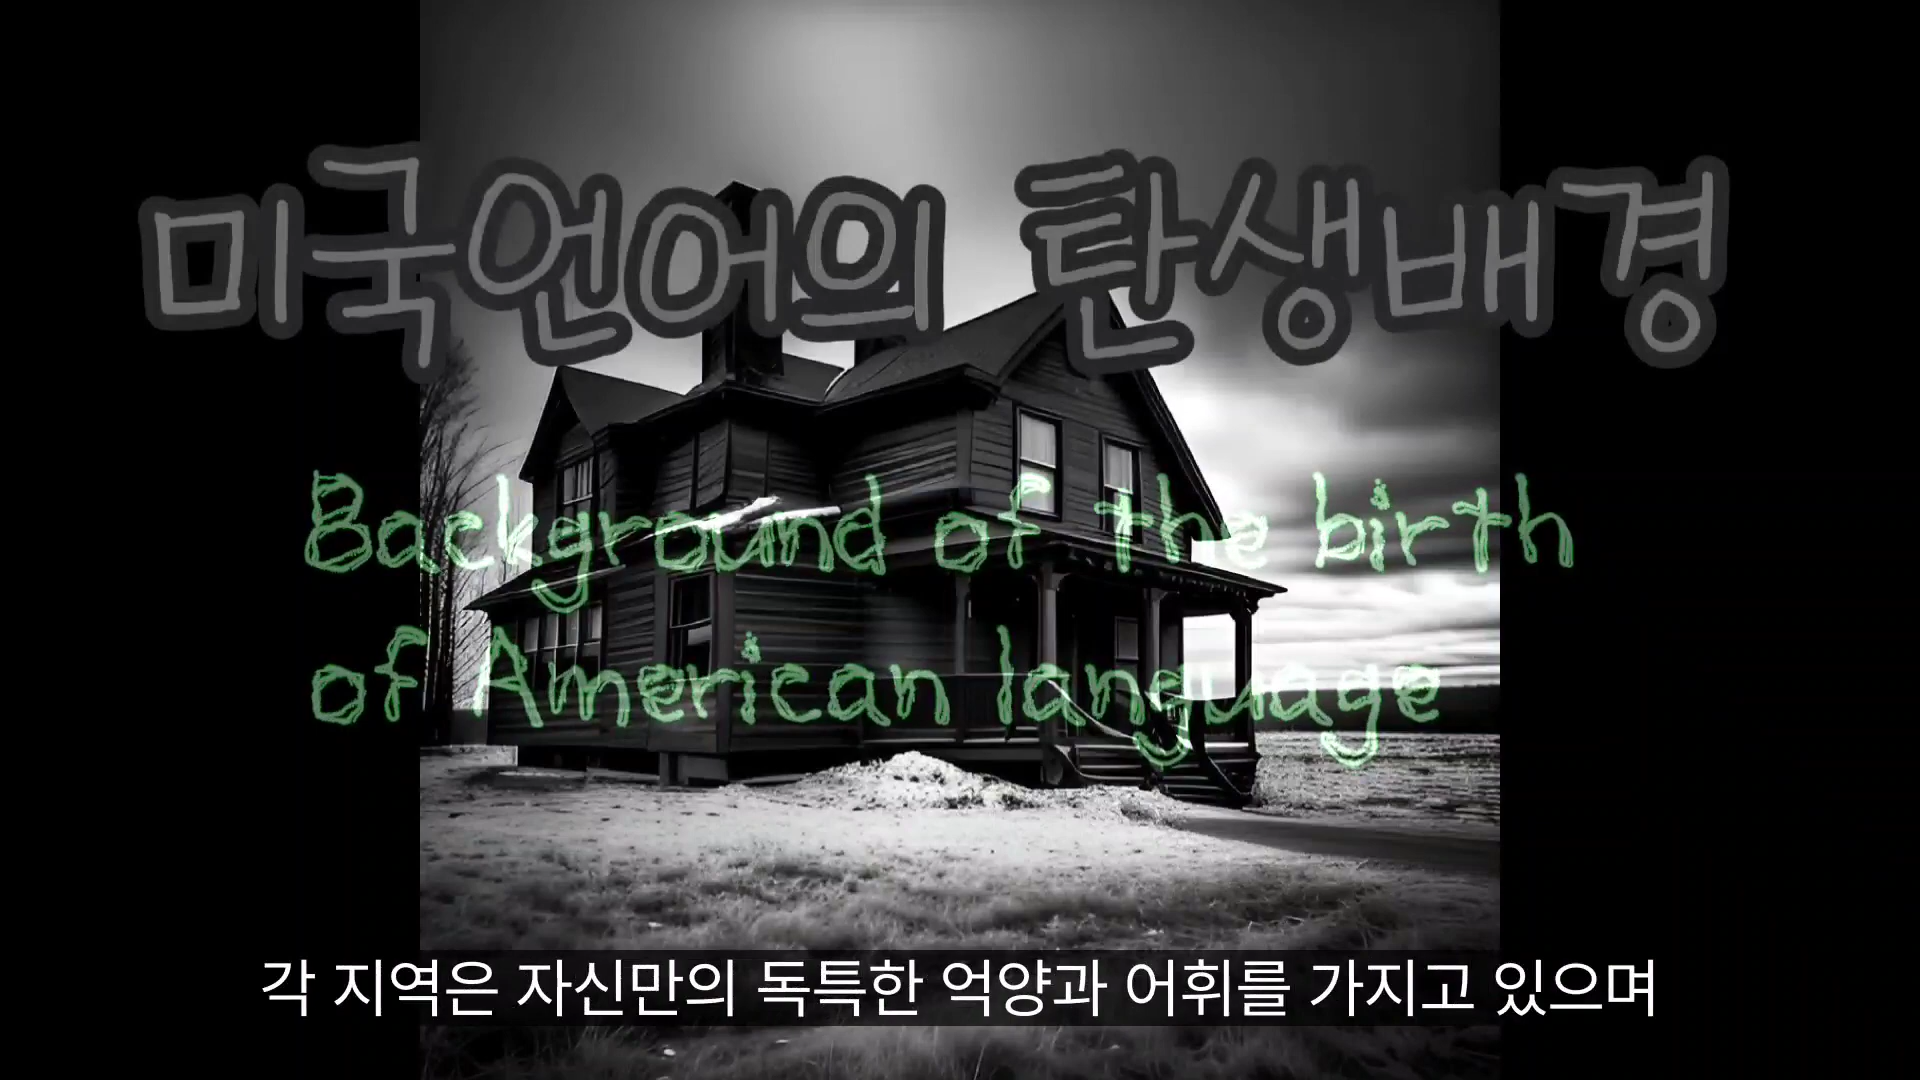 미국언어의 탄생배경
Background of the birth
of American language
각 지역은 자신만의 독특한 억양과 어휘를 가지고 있으며